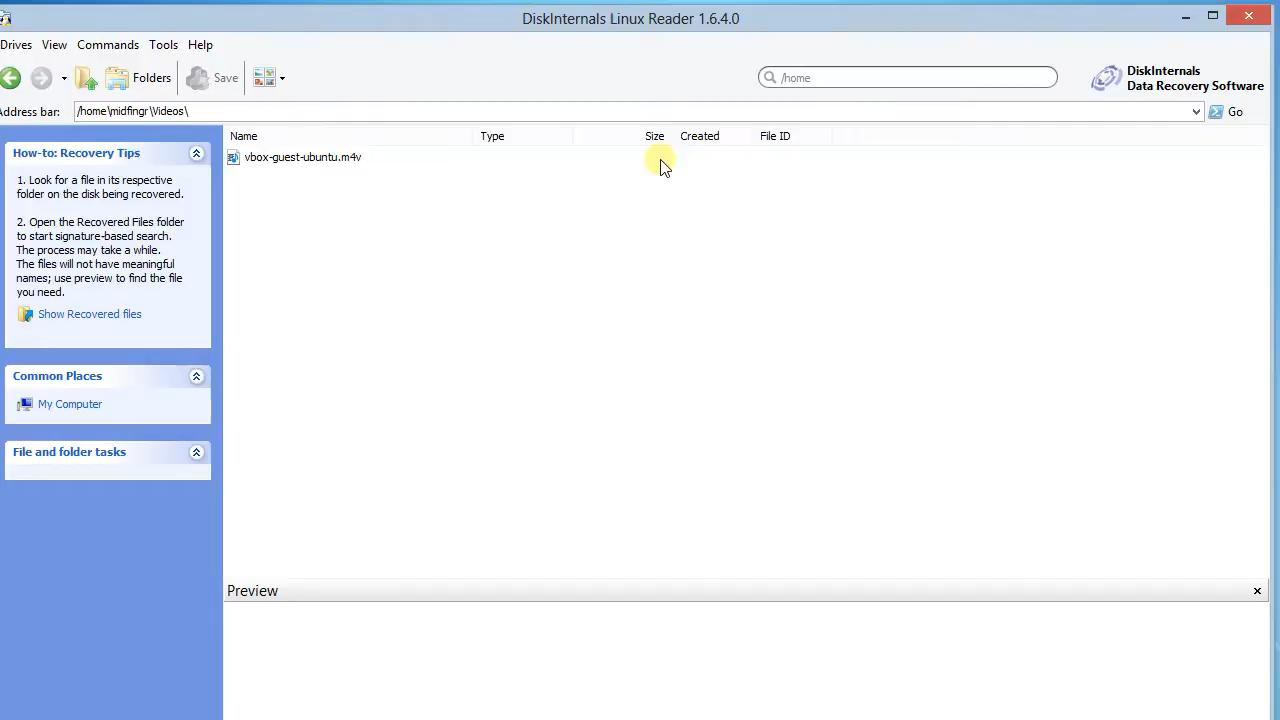 DiskInternals Linux Reader 1.6.4.0
Drives View Commands Tools Help
Folders Save /home
DiskInternals
Data Recovery Software
Address bar: /home\midfingr\Videos\ Go
How-to: Recovery Tips
1. Look for a file in its respective
folder on the disk being recovered.
2. Open the Recovered Files folder
to start signature-based search.
The process may take a while.
The files will not have meaningful
names; use preview to find the file
you need.
Show Recovered files
Common Places
My Computer
File and folder tasks
Name Type Size Created File ID
vbox-guest-ubuntu.m4v
Preview